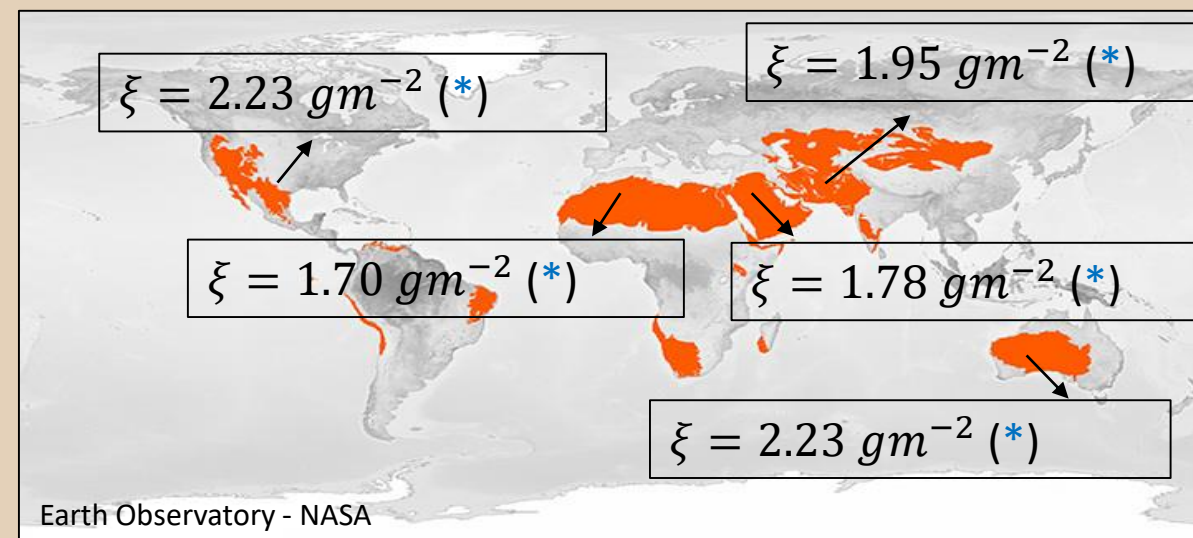 ξ = 1.95 gm⁻² (*)
ξ = 2.23 gm⁻² (*)
ξ = 1.70 gm⁻² (*)
ξ = 1.78 gm⁻² (*)
ξ = 2.23 gm⁻² (*)
Earth Observatory - NASA